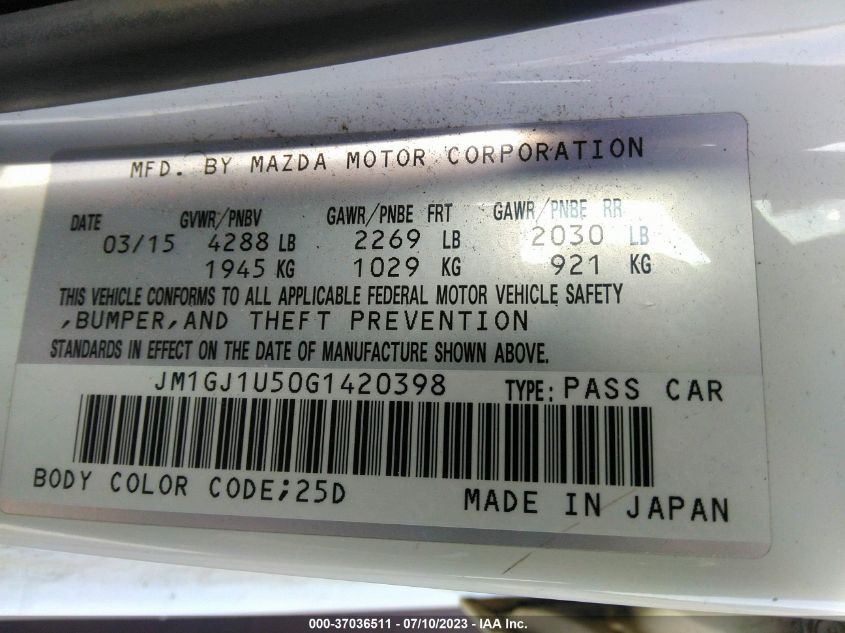 MFD. BY MAZDA MOTOR CORPORATION
DATE GVWR/PNBV GAWR/PNBE FRT GAWR/PNBE RR
03/15 4288 LB 2269 LB 2030 LB
1945 KG 1029 KG 921 KG
THIS VEHICLE CONFORMS TO ALL APPLICABLE FEDERAL MOTOR VEHICLE SAFETY
,BUMPER,AND THEFT PREVENTION
STANDARDS IN EFFECT ON THE DATE OF MANUFACTURE SHOWN ABOVE.
JM1GJ1U50G1420398 TYPE: PASS CAR
BODY COLOR CODE;25D MADE IN JAPAN
000-37036511 - 07/10/2023 - IAA Inc.